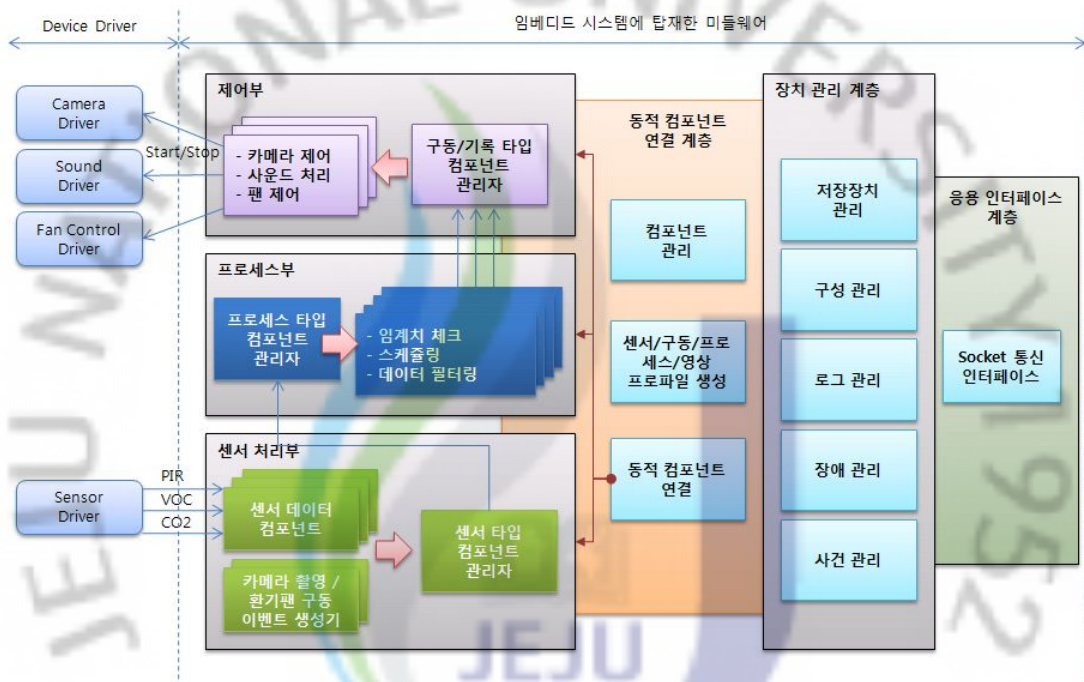 Device Driver
임베디드 시스템에 탑재한 미들웨어
Camera
Driver
Sound
Driver
Fan Control
Driver
Start/Stop
제어부
- 카메라 제어
- 사운드 처리
- 팬 제어
구동/기록 타입
컴포넌트
관리자
프로세스부
프로세스 타입
컴포넌트
관리자
- 임계치 체크
- 스케쥴링
- 데이터 필터링
센서 처리부
Sensor
Driver
PIR
VOC
CO2
센서 데이터
컴포넌트
카메라 촬영 /
환기팬 구동
이벤트 생성기
센서 타입
컴포넌트
관리자
동적 컴포넌트
연결 계층
컴포넌트
관리
센서/구동/프로
세스/영상
프로파일 생성
동적 컴포넌트
연결
장치 관리 계층
저장장치
관리
구성 관리
로그 관리
장애 관리
사건 관리
응용 인터페이스
계층
Socket 통신
인터페이스
JEJU NATIONAL UNIVERSITY 1952
JEJU